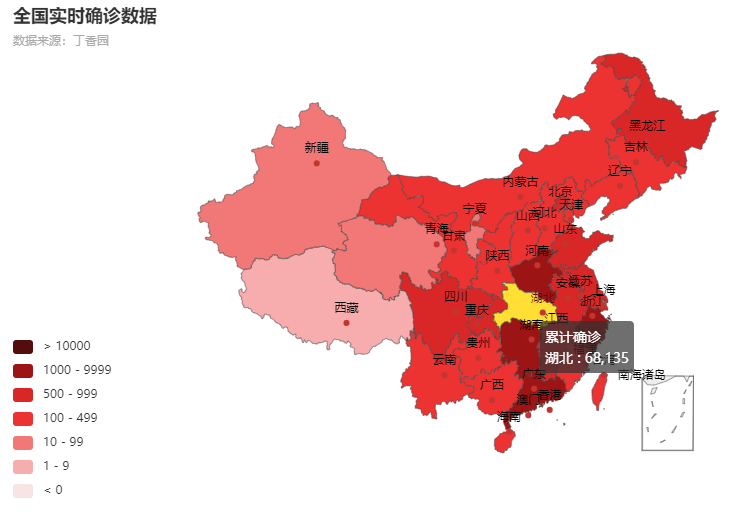 全国实时确诊数据
数据来源：丁香园
黑龙江
吉林
新疆
辽宁
内蒙古
北京
天津
宁夏
山西
河北
青海
甘肃
山东
陕西
河南
安徽
江苏
上海
四川
湖北
浙江
西藏
重庆
江西
湖南
累计确诊
湖北 : 68,135
贵州
云南
广东
南海诸岛
广西
澳门
香港
海南
> 10000
1000 - 9999
500 - 999
100 - 499
10 - 99
1 - 9
< 0